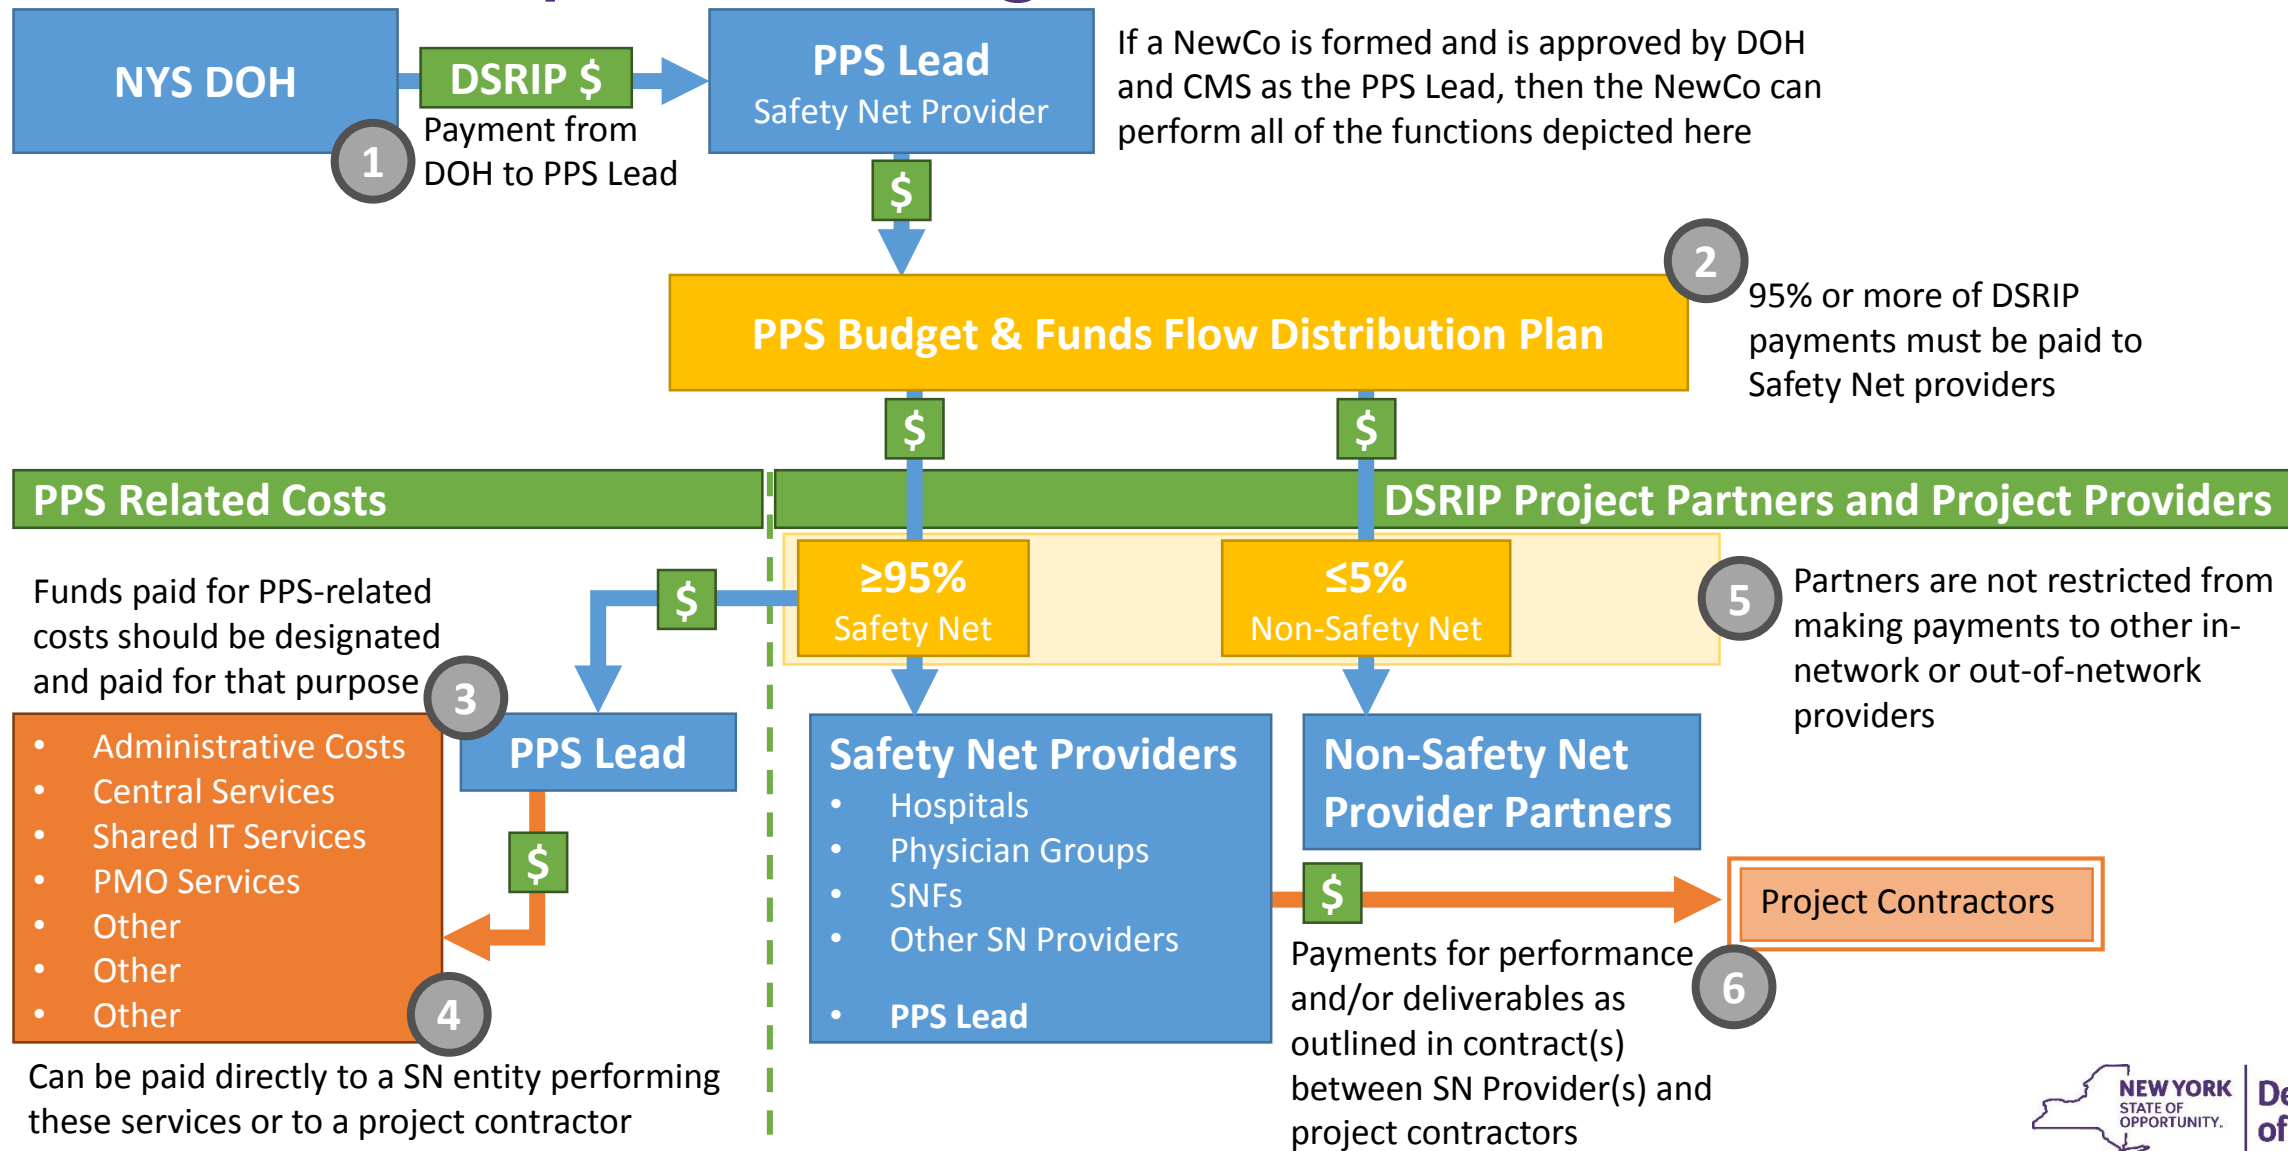 NYS DOH
DSRIP $
PPS Lead
Safety Net Provider
If a NewCo is formed and is approved by DOH
and CMS as the PPS Lead, then the NewCo can
perform all of the functions depicted here
1
Payment from
DOH to PPS Lead
$
2
95% or more of DSRIP
payments must be paid to
Safety Net providers
PPS Budget & Funds Flow Distribution Plan
$
$
PPS Related Costs
DSRIP Project Partners and Project Providers
Funds paid for PPS-related
costs should be designated
and paid for that purpose
$
≥95%
Safety Net
≤5%
Non-Safety Net
5
Partners are not restricted from
making payments to other in-
network or out-of-network
providers
3
• Administrative Costs
• Central Services
• Shared IT Services
• PMO Services
• Other
• Other
• Other
PPS Lead
$
4
Can be paid directly to a SN entity performing
these services or to a project contractor
Safety Net Providers
• Hospitals
• Physician Groups
• SNFs
• Other SN Providers
• PPS Lead
Non-Safety Net
Provider Partners
$
Project Contractors
6
Payments for performance
and/or deliverables as
outlined in contract(s)
between SN Provider(s) and
project contractors
NEW YORK
STATE OF
OPPORTUNITY.
of